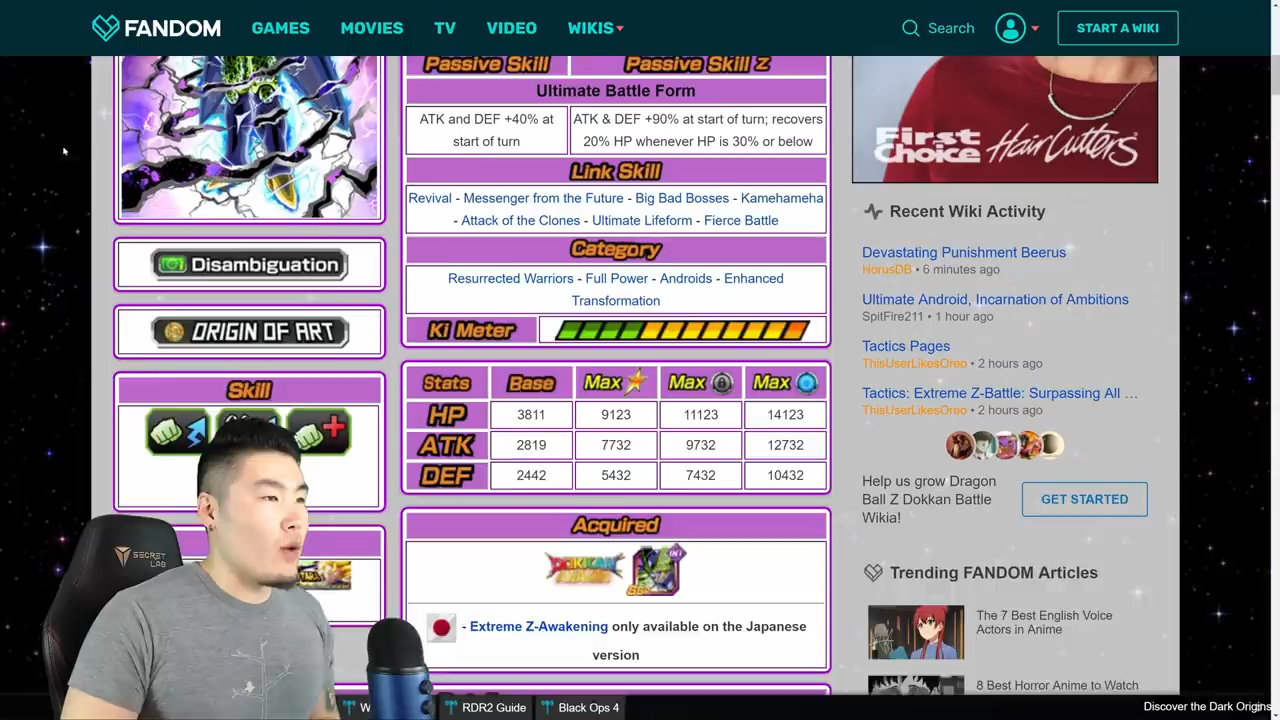 FANDOM
GAMES
MOVIES
TV
VIDEO
WIKIS
Search
START A WIKI
Passive Skill
Passive Skill Z
Ultimate Battle Form
ATK and DEF +40% at
start of turn
ATK & DEF +90% at start of turn; recovers
20% HP whenever HP is 30% or below
Link Skill
Revival - Messenger from the Future - Big Bad Bosses - Kamehameha
- Attack of the Clones - Ultimate Lifeform - Fierce Battle
Category
Resurrected Warriors - Full Power - Androids - Enhanced
Transformation
Ki Meter
Disambiguation
ORIGIN OF ART
Skill
Stats Base Max Max Max
HP 3811 9123 11123 14123
ATK 2819 7732 9732 12732
DEF 2442 5432 7432 10432
Acquired
DOKKAN
INT
SSR
- Extreme Z-Awakening only available on the Japanese
version
First
Choice
HairCutters
Recent Wiki Activity
Devastating Punishment Beerus
HorusDB • 6 minutes ago
Ultimate Android, Incarnation of Ambitions
SpitFire211 • 1 hour ago
Tactics Pages
ThisUserLikesOreo • 2 hours ago
Tactics: Extreme Z-Battle: Surpassing All …
ThisUserLikesOreo • 2 hours ago
Help us grow Dragon
Ball Z Dokkan Battle
Wikia!
GET STARTED
Trending FANDOM Articles
The 7 Best English Voice
Actors in Anime
8 Best Horror Anime to Watch
SECRET
LAB
W
RDR2 Guide
Black Ops 4
Discover the Dark Origins